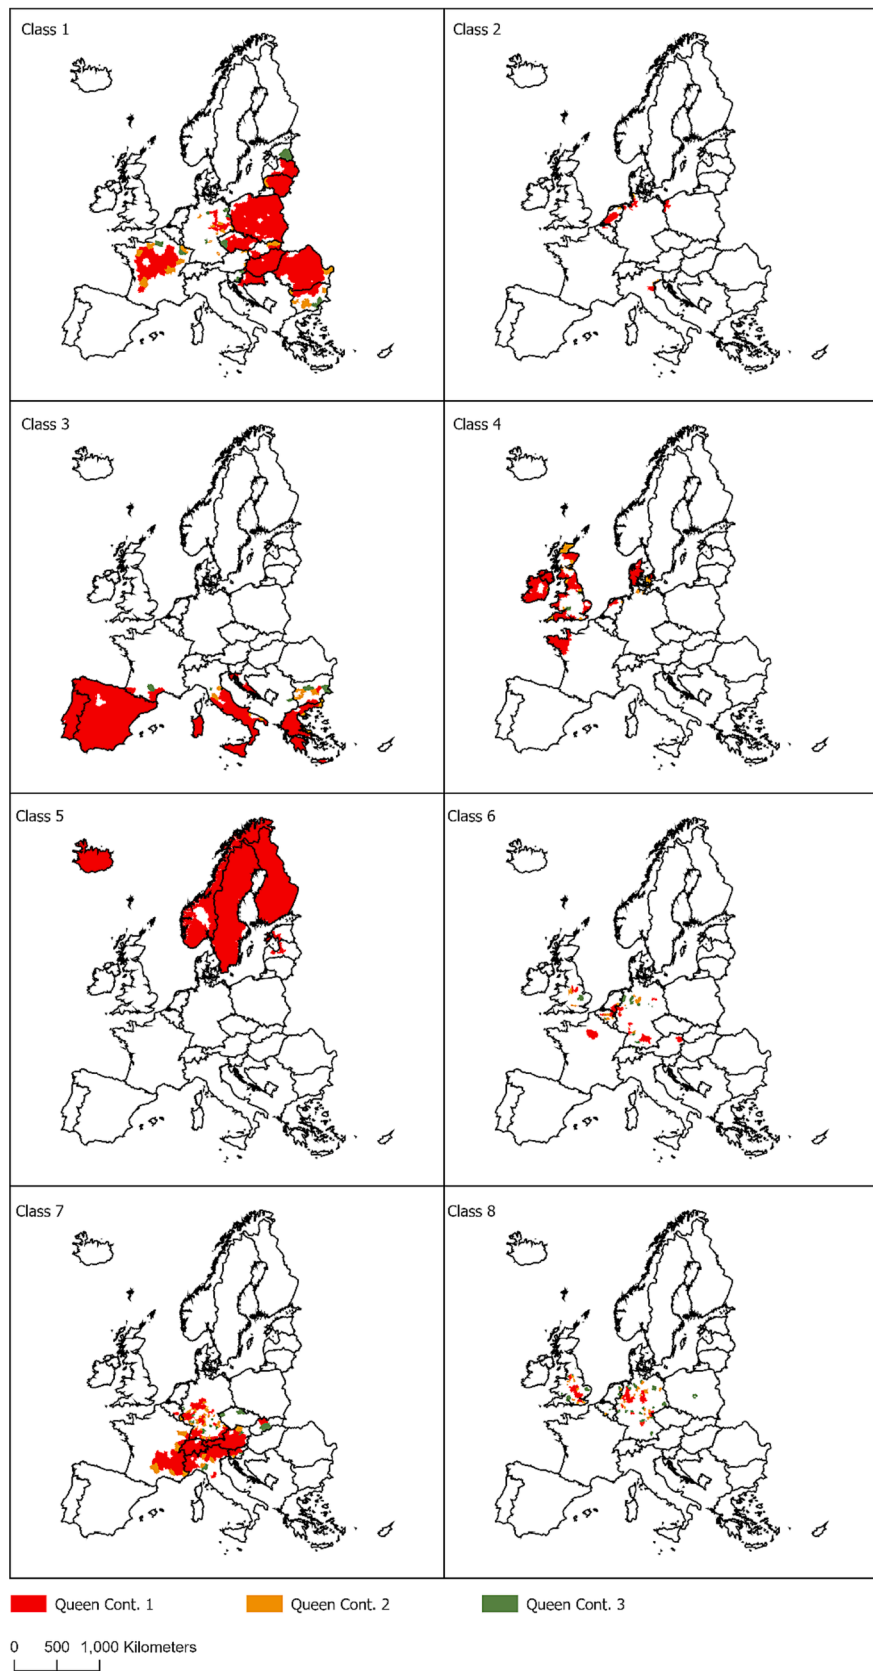 Class 1
Class 2
Class 3
Class 4
Class 5
Class 6
Class 7
Class 8
Queen Cont. 1
Queen Cont. 2
Queen Cont. 3
0 500 1,000 Kilometers